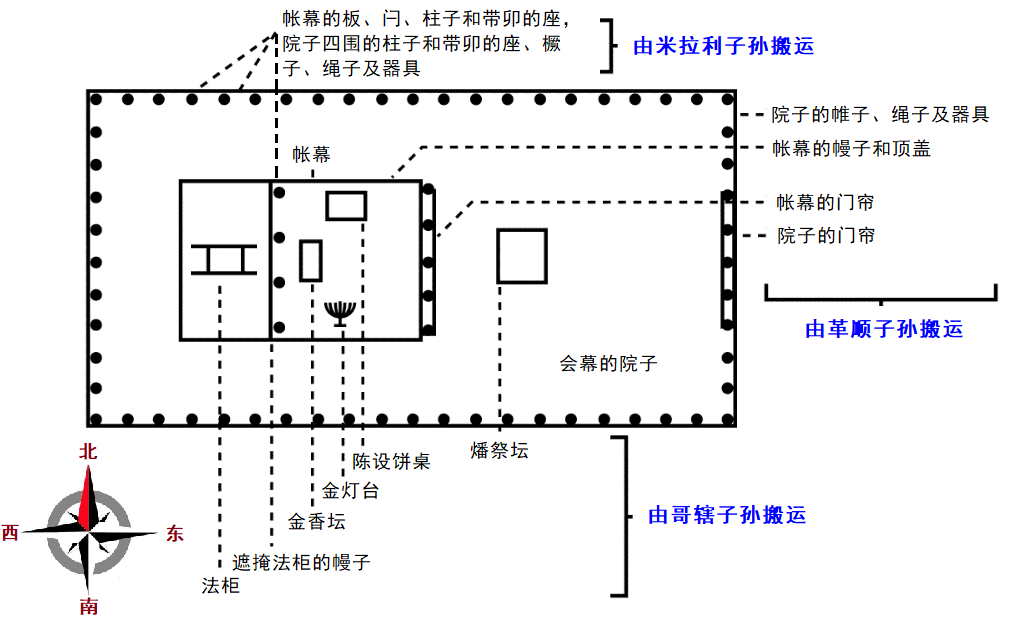 帐幕的板、闩、柱子和带卯的座，
院子四围的柱子和带卯的座、橛
子、绳子及器具
由米拉利子孙搬运
院子的帷子、绳子及器具
帐幕的幔子和顶盖
帐幕
帐幕的门帘
院子的门帘
由革顺子孙搬运
会幕的院子
燔祭坛
陈设饼桌
金灯台
金香坛
遮掩法柜的幔子
法柜
由哥辖子孙搬运
北
西
东
南